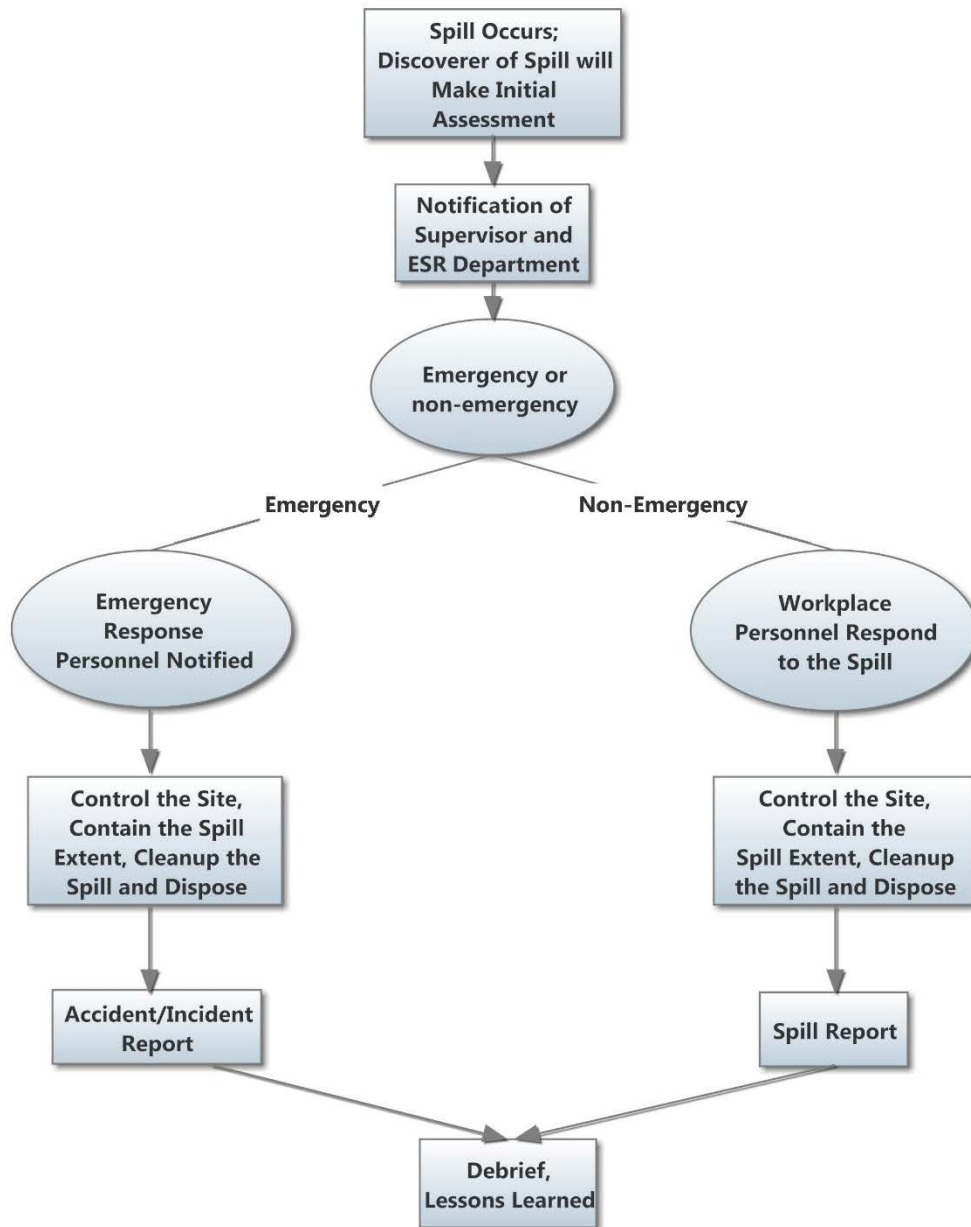 Spill Occurs;
Discoverer of Spill will
Make Initial
Assessment
Notification of
Supervisor and
ESR Department
Emergency or
non-emergency
Emergency
Non-Emergency
Emergency
Response
Personnel Notified
Workplace
Personnel Respond
to the Spill
Control the Site,
Contain the Spill
Extent, Cleanup the
Spill and Dispose
Control the Site,
Contain the
Spill Extent, Cleanup
the Spill and Dispose
Accident/Incident
Report
Spill Report
Debrief,
Lessons Learned